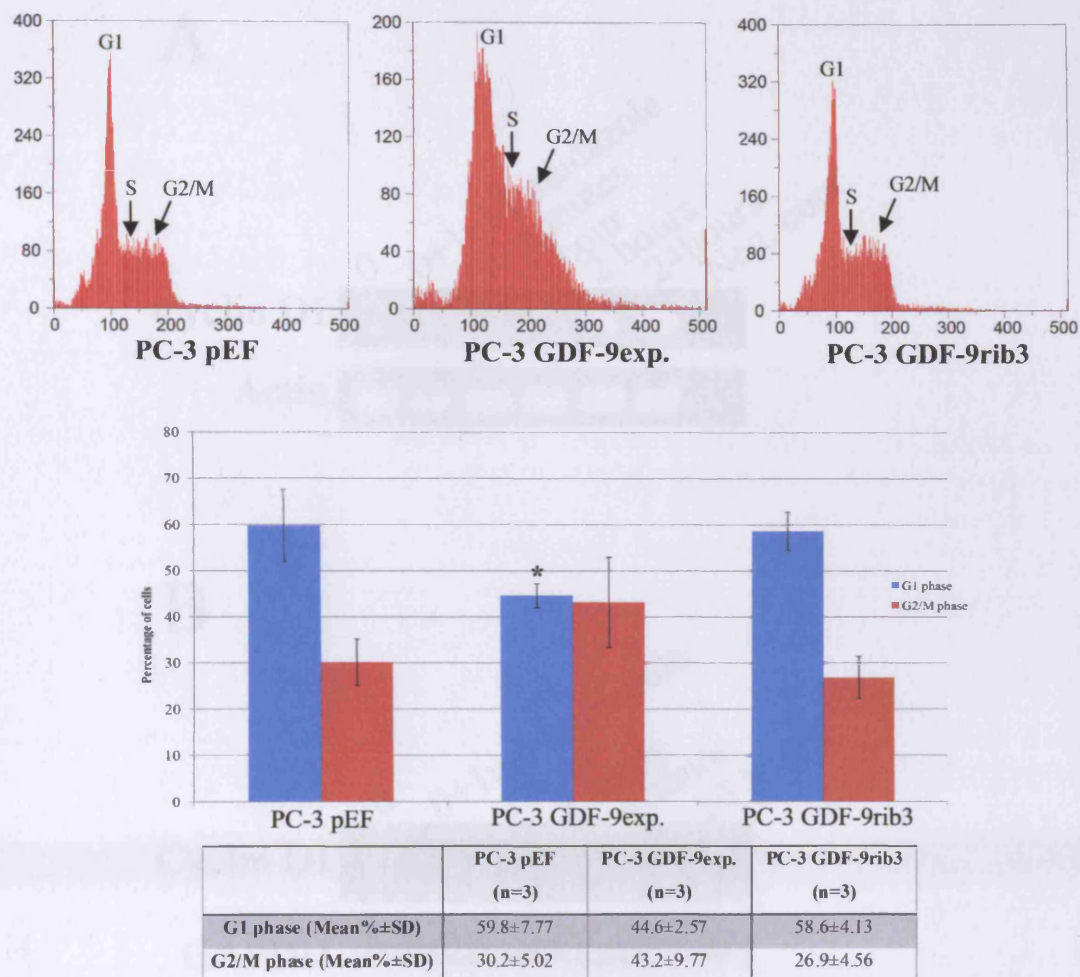 400
320
240
160
80
0
G1
S
G2/M
0 100 200 300 400 500
PC-3 pEF
200
160
120
80
40
0
G1
S
G2/M
0 100 200 300 400 500
PC-3 GDF-9exp.
400
320
240
160
80
0
G1
S
G2/M
0 100 200 300 400 500
PC-3 GDF-9rib3
80
70
60
50
40
30
20
10
0
Percentage of cells
*
G1 phase
G2/M phase
PC-3 pEF PC-3 GDF-9exp. PC-3 GDF-9rib3
PC-3 pEF PC-3 GDF-9exp. PC-3 GDF-9rib3
(n=3) (n=3) (n=3)
G1 phase (Mean%±SD) 59.8±7.77 44.6±2.57 58.6±4.13
G2/M phase (Mean%±SD) 30.2±5.02 43.2±9.77 26.9±4.56
A
Actin
B